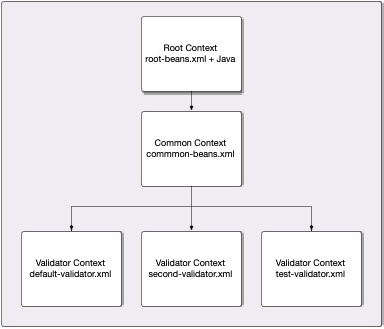 Root Context
root-beans.xml + Java
Common Context
commmon-beans.xml
Validator Context
default-validator.xml
Validator Context
second-validator.xml
Validator Context
test-validator.xml